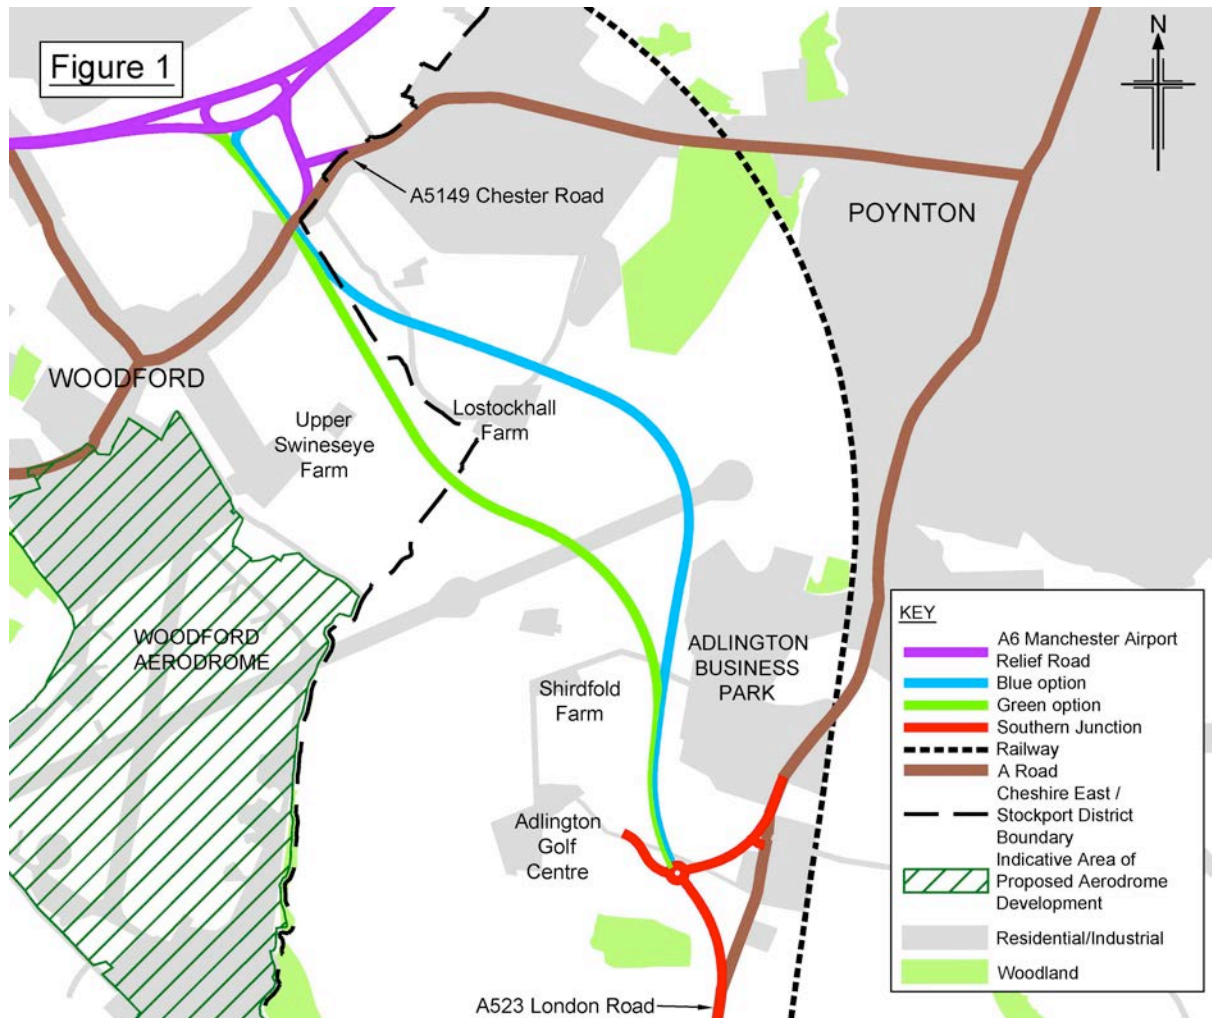 Figure 1
N
A5149 Chester Road
POYNTON
WOODFORD
Upper
Swineseye
Farm
Lostockhall
Farm
WOODFORD
AERODROME
ADLINGTON
BUSINESS
PARK
Shirdfold
Farm
Adlington
Golf
Centre
A523 London Road
KEY
A6 Manchester Airport
Relief Road
Blue option
Green option
Southern Junction
Railway
A Road
Cheshire East /
Stockport District
Boundary
Indicative Area of
Proposed Aerodrome
Development
Residential/Industrial
Woodland